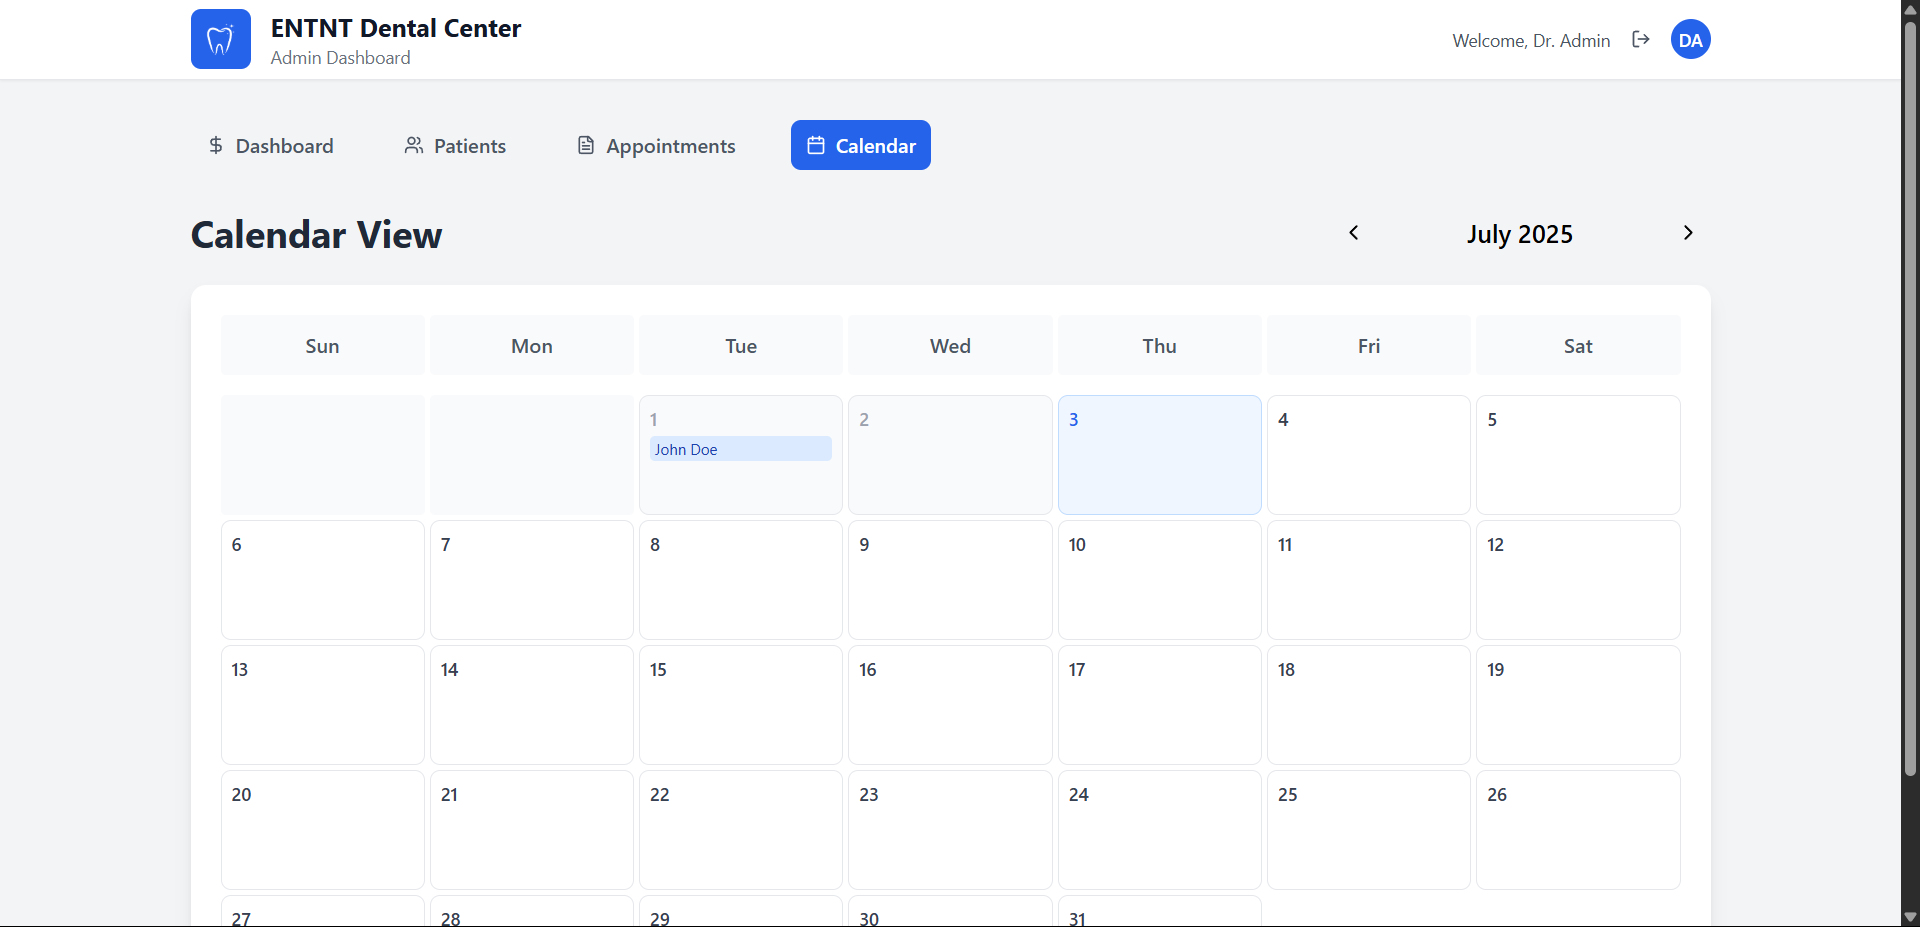 ENTNT Dental Center
Admin Dashboard
Welcome, Dr. Admin
DA
Dashboard
Patients
Appointments
Calendar
Calendar View
July 2025
Sun Mon Tue Wed Thu Fri Sat
1 2 3 4 5
John Doe
6 7 8 9 10 11 12
13 14 15 16 17 18 19
20 21 22 23 24 25 26
27 28 29 30 31